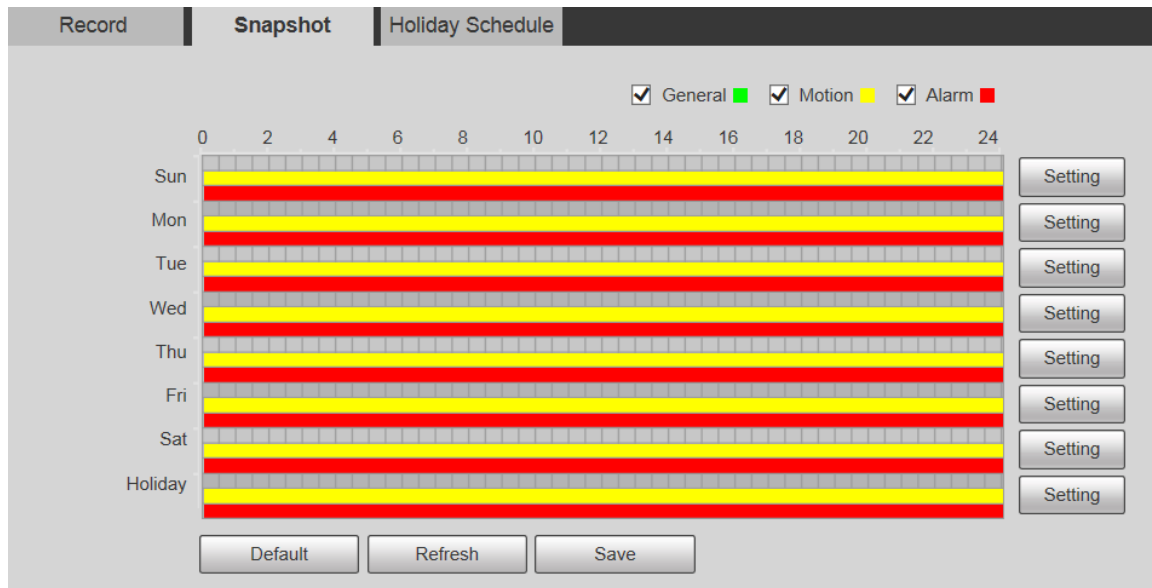 Record Snapshot Holiday Schedule
General Motion Alarm
0 2 4 6 8 10 12 14 16 18 20 22 24
Sun Setting
Mon Setting
Tue Setting
Wed Setting
Thu Setting
Fri Setting
Sat Setting
Holiday Setting
Default Refresh Save